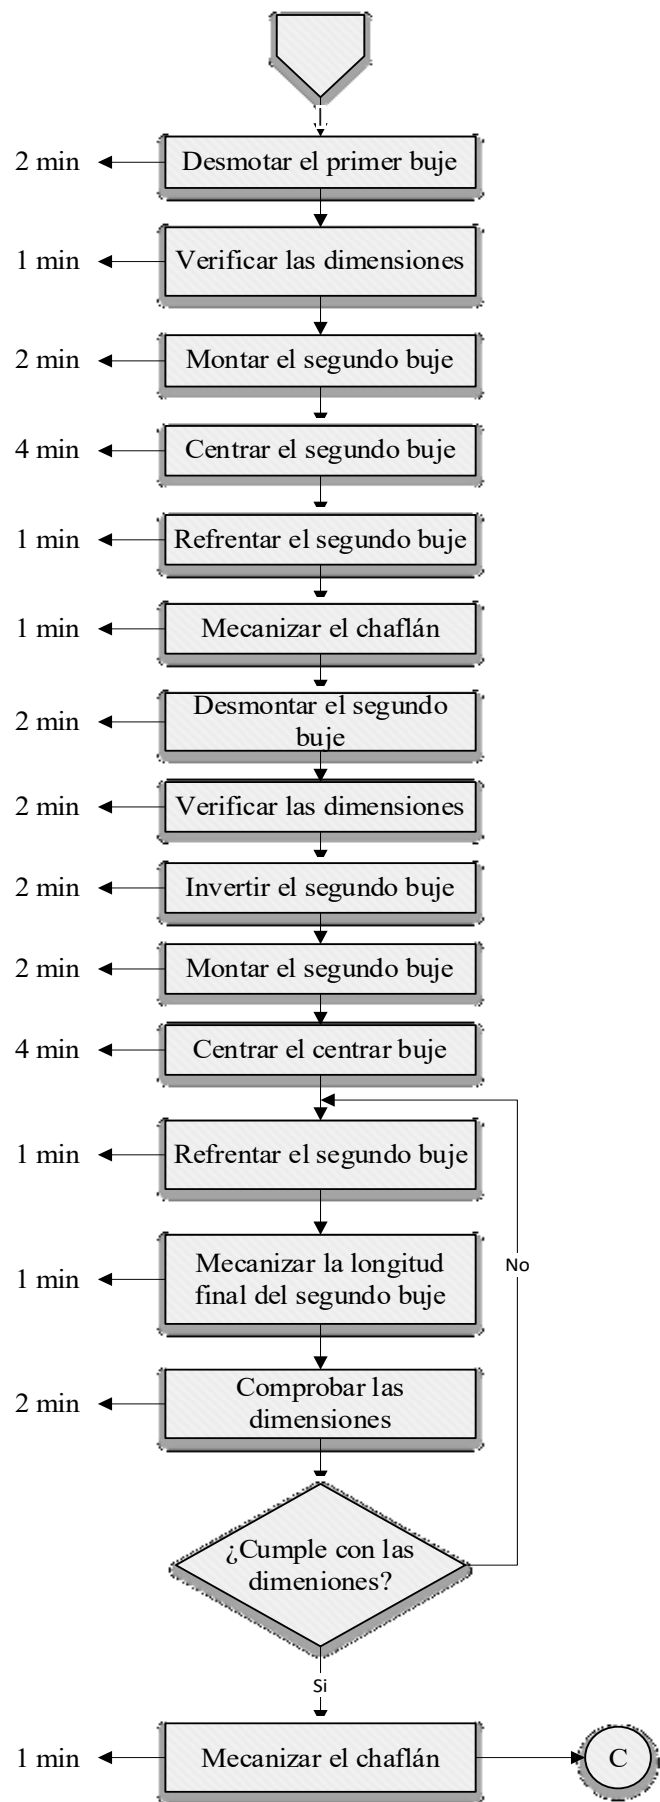 2 min
Desmotar el primer buje
1 min
Verificar las dimensiones
2 min
Montar el segundo buje
4 min
Centrar el segundo buje
1 min
Refrentar el segundo buje
1 min
Mecanizar el chaflán
2 min
Desmontar el segundo
buje
2 min
Verificar las dimensiones
2 min
Invertir el segundo buje
2 min
Montar el segundo buje
4 min
Centrar el centrar buje
1 min
Refrentar el segundo buje
1 min
Mecanizar la longitud
final del segundo buje
No
2 min
Comprobar las
dimensiones
¿Cumple con las
dimeniones?
Si
1 min
Mecanizar el chaflán
C